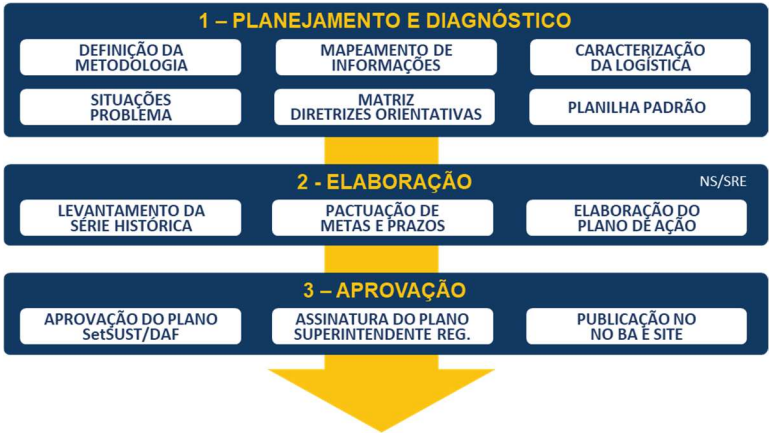 1 – PLANEJAMENTO E DIAGNÓSTICO
DEFINIÇÃO DA
METODOLOGIA
MAPEAMENTO DE
INFORMAÇÕES
CARACTERIZAÇÃO
DA LOGÍSTICA
SITUAÇÕES
PROBLEMA
MATRIZ
DIRETRIZES ORIENTATIVAS
PLANILHA PADRÃO
2 - ELABORAÇÃO
NS/SRE
LEVANTAMENTO DA
SÉRIE HISTÓRICA
PACTUAÇÃO DE
METAS E PRAZOS
ELABORAÇÃO DO
PLANO DE AÇÃO
3 – APROVAÇÃO
APROVAÇÃO DO PLANO
SetSUST/DAF
ASSINATURA DO PLANO
SUPERINTENDENTE REG.
PUBLICAÇÃO NO
NO BA E SITE